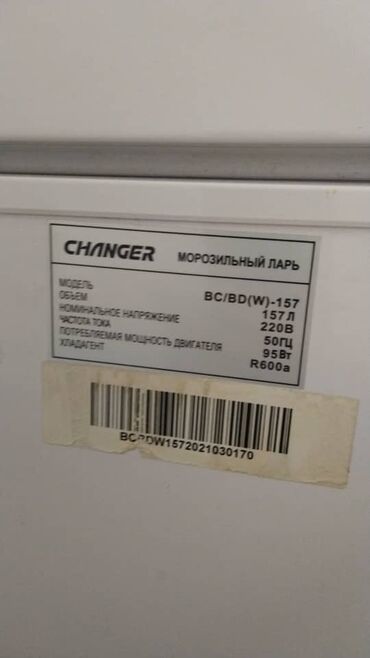 CHANGER МОРОЗИЛЬНЫЙ ЛАРЬ
МОДЕЛЬ BC/BD(W)-157
ОБЪЕМ 157Л
НОМИНАЛЬНОЕ НАПРЯЖЕНИЕ 220В
ЧАСТОТА ТОКА 50ГЦ
ПОТРЕБЛЯЕМАЯ МОЩНОСТЬ ДВИГАТЕЛЯ 95Вт
ХЛАДАГЕНТ R600a
BCBDW1572021030170